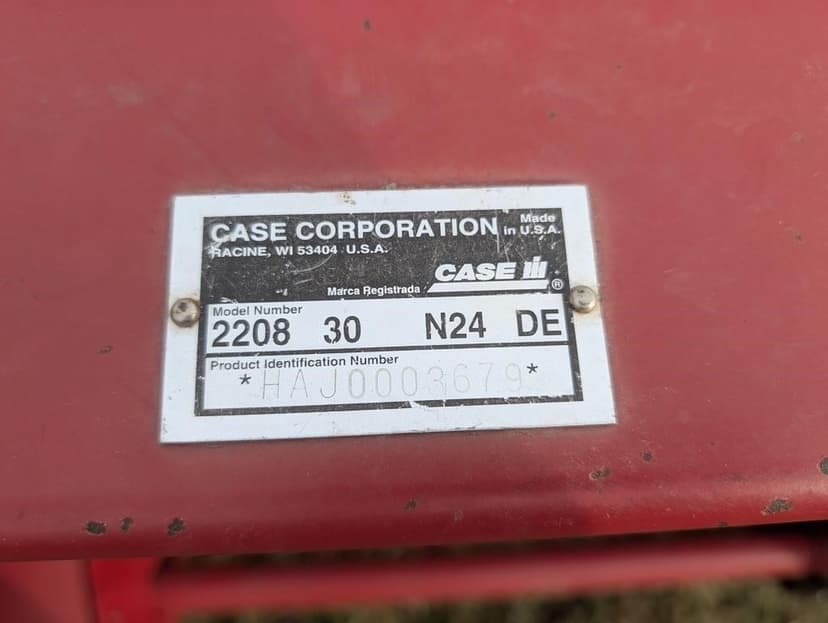 CASE CORPORATION Made in U.S.A.
RACINE, WI 53404 U.S.A.
CASE IH ®
Marca Registrada
Model Number
2208 30 N24 DE
Product Identification Number
*HAJ0003679*